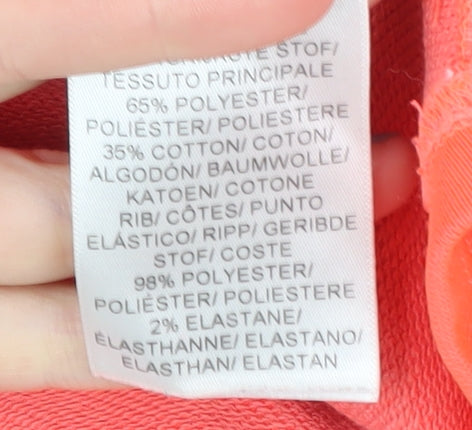 STOF/
TESSUTO PRINCIPALE
65% POLYESTER/
POLIÉSTER/ POLIESTERE
35% COTTON/ COTON/
ALGODÓN/ BAUMWOLLE/
KATOEN/ COTONE
RIB/ CÔTES/ PUNTO
ELÁSTICO/ RIPP/ GERIBDE
STOF/ COSTE
98% POLYESTER/
POLIÉSTER/ POLIESTERE
2% ELASTANE/
ÉLASTHANNE/ ELASTANO/
ELASTHAN/ ELASTAN